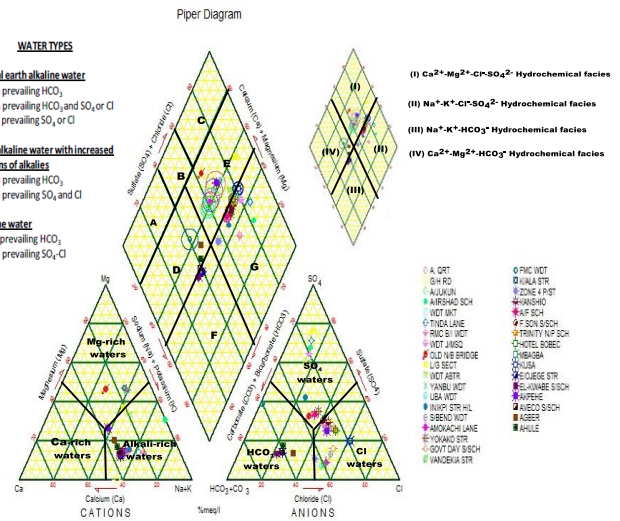 Piper Diagram
WATER TYPES
l earth alkaline water
prevailing HCO3
prevailing HCO3 and SO4 or Cl
prevailing SO4 or Cl
alkaline water with increased
ns of alkalies
prevailing HCO3
prevailing SO4 and Cl
ne water
prevailing HCO3
prevailing SO4-Cl
Sulfate (SO4) + Chloride (Cl)
Calcium (Ca) + Magnesium (Mg)
C
B
E
A
D
G
F
(I)
(IV)
(II)
(III)
(I) Ca2+-Mg2+-Cl--SO42- Hydrochemical facies
(II) Na+-K+-Cl--SO42- Hydrochemical facies
(III) Na+-K+-HCO3- Hydrochemical facies
(IV) Ca2+-Mg2+-HCO3- Hydrochemical facies
Mg
SO4
Magnesium (Mg)
Sodium (Na) + Potassium (K)
Carbonate (CO3) + Bicarbonate (HCO3)
Sulfate (SO4)
Mg-rich
waters
Ca-rich
waters
Alkali-rich
waters
SO4
waters
HCO3
waters
Cl
waters
Ca
Na+K
HCO3+CO3
Cl
Calcium (Ca)
Chloride (Cl)
CATIONS
%meq/l
ANIONS
A. QRT
G/H RD
A/JUKUN
A/IRSHAD SCH
WDT MKT
TINDA LANE
RMC S/I WDT
WDT J/MSQ
OLD N/B BRIDGE
L/G SECT
WDT ABTR
YANBU WDT
UBA WDT
INIKPI STR H/L
S/BEND WDT
AMOKACHI LANE
YOKAKO STR
GOVT DAY S/SCH
VANDEKIA STR
FMC WDT
K/ALA STR
ZONE 4 P/ST
KANSHIO
A/F SCH
F.SON S/SCH
TRINITY N/P SCH
HOTEL BOBEC
MBAGBA
KUSA
E/CJEGE STR
EL-KWABE S/SCH
AKPEHE
AVECO S/SCH
AGBER
AHULE